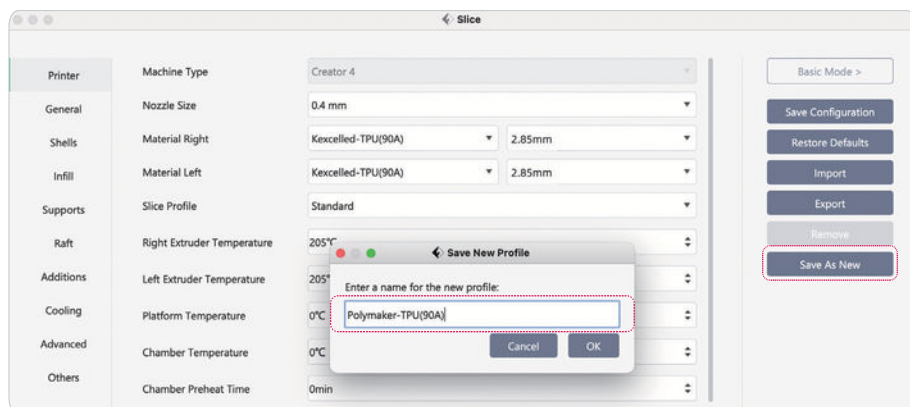 Slice
Printer
General
Shells
Infill
Supports
Raft
Additions
Cooling
Advanced
Others
Machine Type Creator 4
Nozzle Size 0.4 mm
Material Right Kexcelled-TPU(90A) 2.85mm
Material Left Kexcelled-TPU(90A) 2.85mm
Slice Profile Standard
Right Extruder Temperature 205°C
Left Extruder Temperature 205°
Platform Temperature 0°C
Chamber Temperature 0°C
Chamber Preheat Time 0min
Save New Profile
Enter a name for the new profile:
Polymaker-TPU(90A)
Cancel OK
Basic Mode >
Save Configuration
Restore Defaults
Import
Export
Remove
Save As New